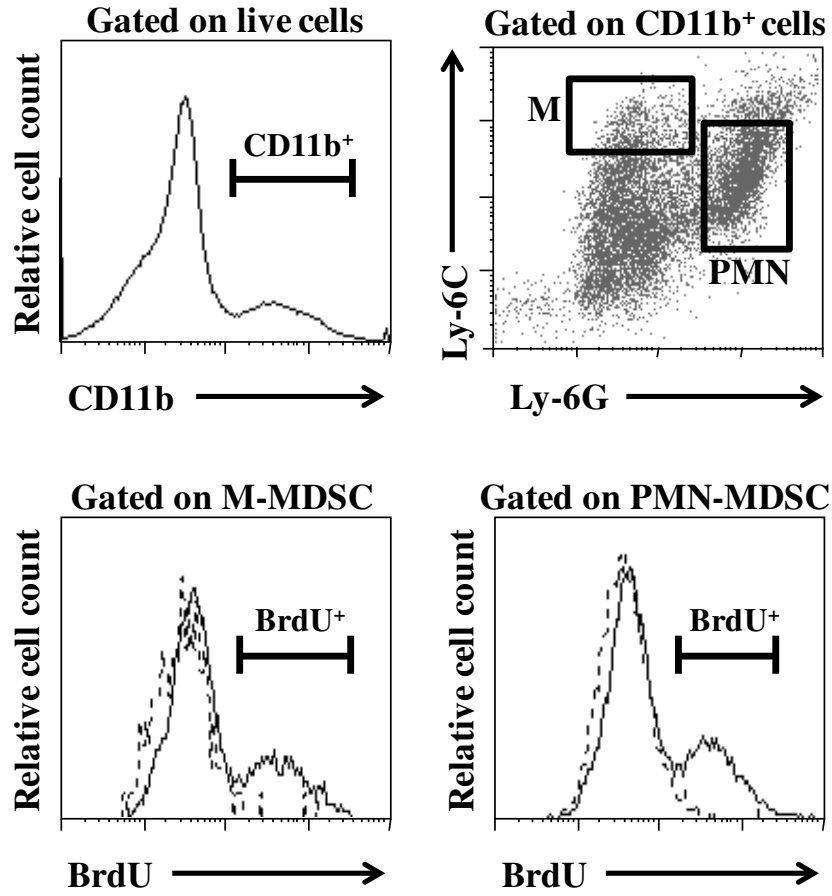 Gated on live cells
Relative cell count
CD11b⁺
CD11b
Gated on CD11b⁺ cells
Ly-6C
M
PMN
Ly-6G
Gated on M-MDSC
Relative cell count
BrdU⁺
BrdU
Gated on PMN-MDSC
Relative cell count
BrdU⁺
BrdU